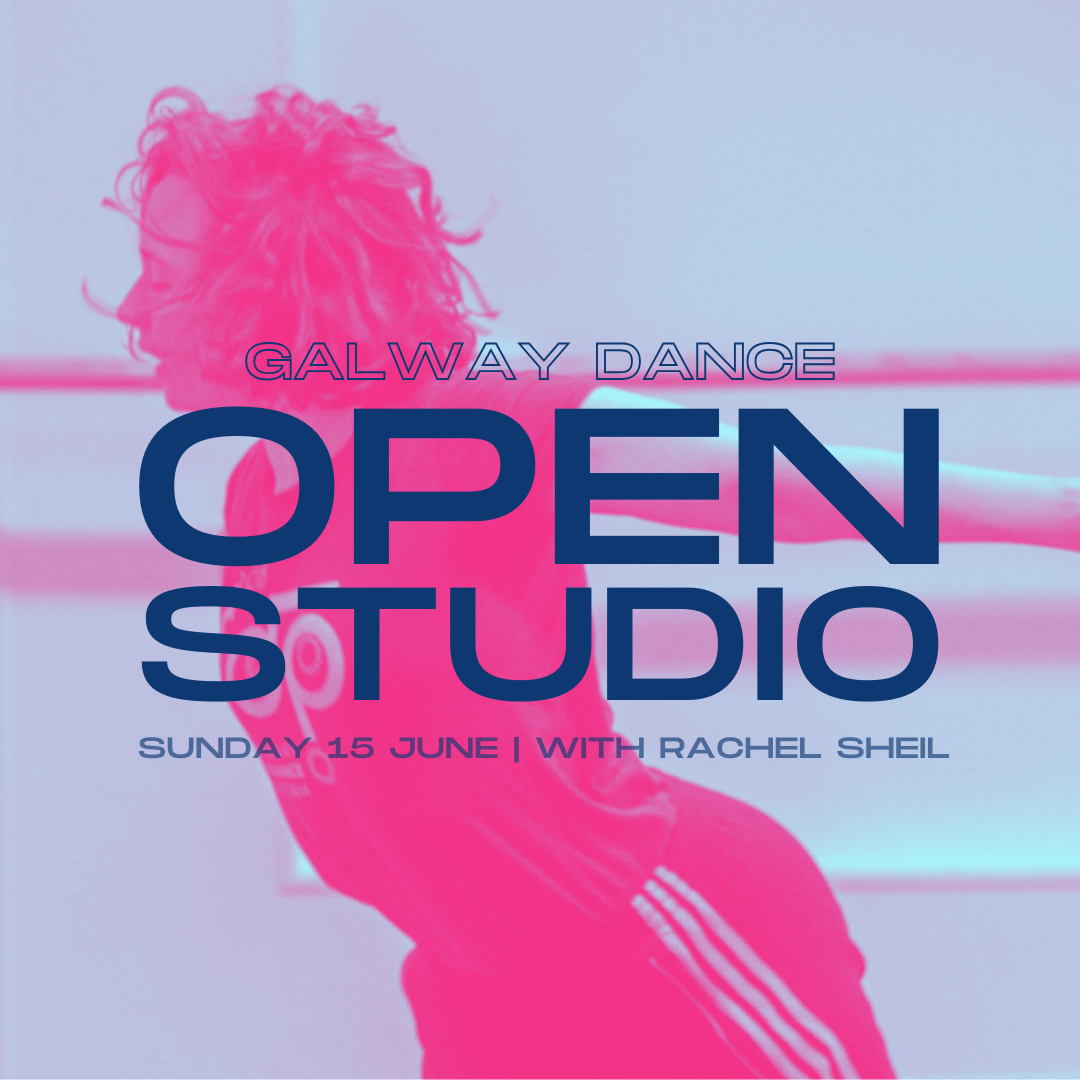 GALWAY DANCE
OPEN
STUDIO
SUNDAY 15 JUNE | WITH RACHEL SHEIL